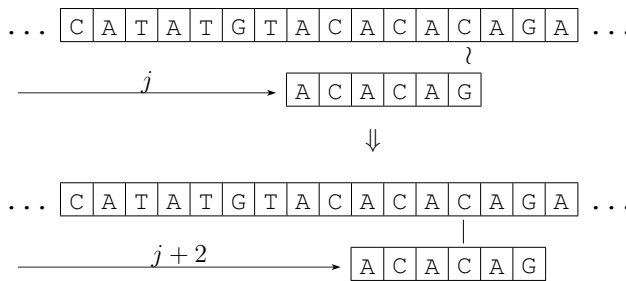 ... C A T A T G T A C A C A C A G A ...
≀
j
A C A C A G
⇓
... C A T A T G T A C A C A C A G A ...
|
j + 2
A C A C A G